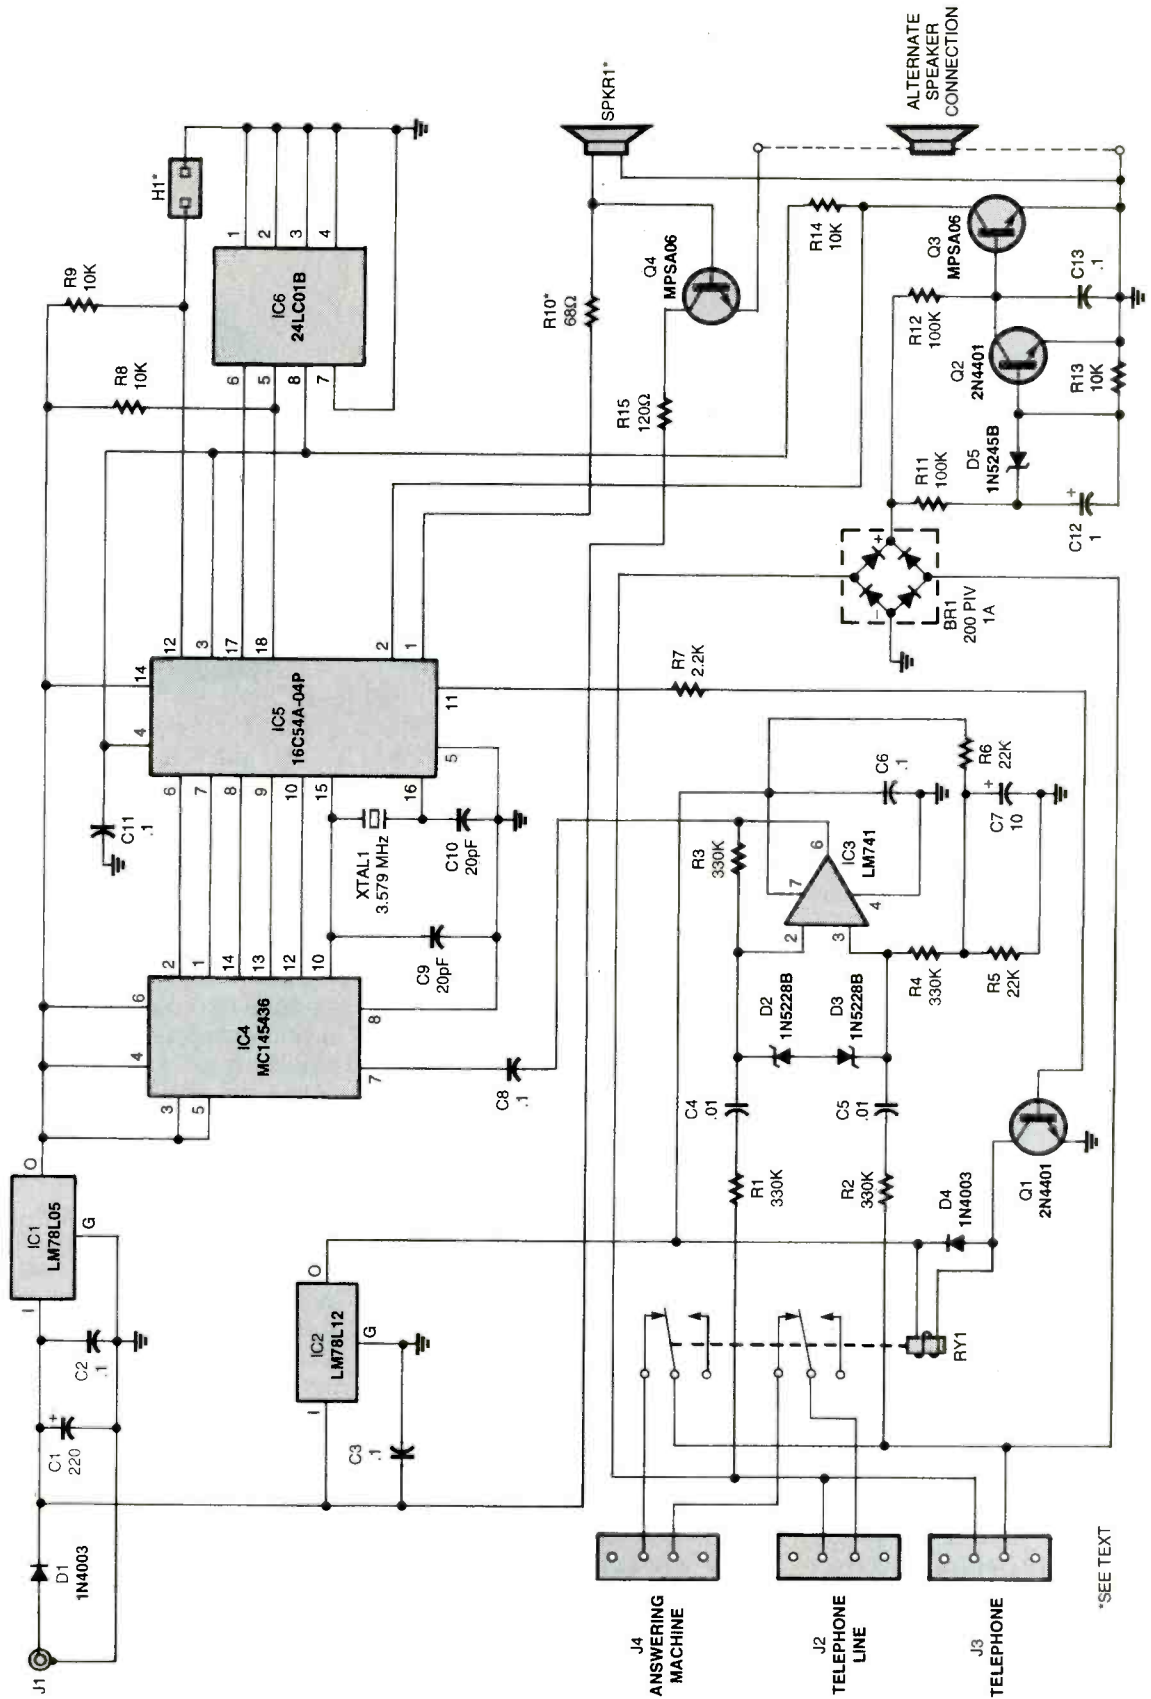 J1
D1
1N4003
C1
220
+
C2
.1
I
IC1
LM78L05
O
G
I
IC2
LM78L12
O
G
C3
.1
3
5
4
6
IC4
MC145436
7
8
2
1
14
13
12
10
C8
.1
C9
20pF
C10
20pF
XTAL1
3.579 MHz
C11
.1
6
7
8
9
10
15
16
4
14
IC5
16C54A-04P
5
11
12
3
17
18
2
1
R8
10K
R9
10K
6
5
8
7
IC6
24LC01B
1
2
3
4
H1*
R10*
68Ω
SPKR1*
R15
120Ω
Q4
MPSA06
ALTERNATE
SPEAKER
CONNECTION
R14
10K
Q3
MPSA06
R12
100K
C13
.1
Q2
2N4401
R13
10K
R11
100K
D5
1N5245B
C12
1
+
+
−
BR1
200 PIV
1A
R7
2.2K
R3
330K
2
3
7
4
6
IC3
LM741
C6
.1
R6
22K
C7
10
+
R4
330K
R5
22K
D2
1N5228B
D3
1N5228B
C4
.01
C5
.01
R1
330K
R2
330K
D4
1N4003
Q1
2N4401
RY1
J4
ANSWERING
MACHINE
J2
TELEPHONE
LINE
J3
TELEPHONE
*SEE TEXT